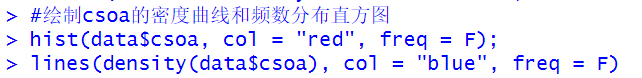 > #绘制csoa的密度曲线和频数分布直方图
> hist(data$csoa, col = "red", freq = F);
> lines(density(data$csoa), col = "blue", freq = F)